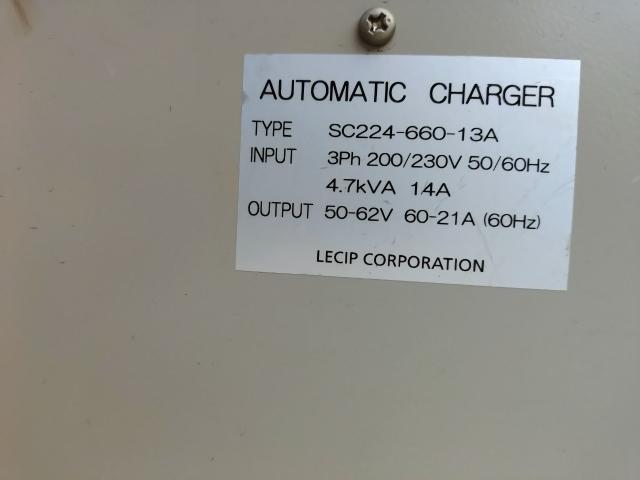 AUTOMATIC CHARGER
TYPE SC224-660-13A
INPUT 3Ph 200/230V 50/60Hz
4.7kVA 14A
OUTPUT 50-62V 60-21A (60Hz)
LECIP CORPORATION